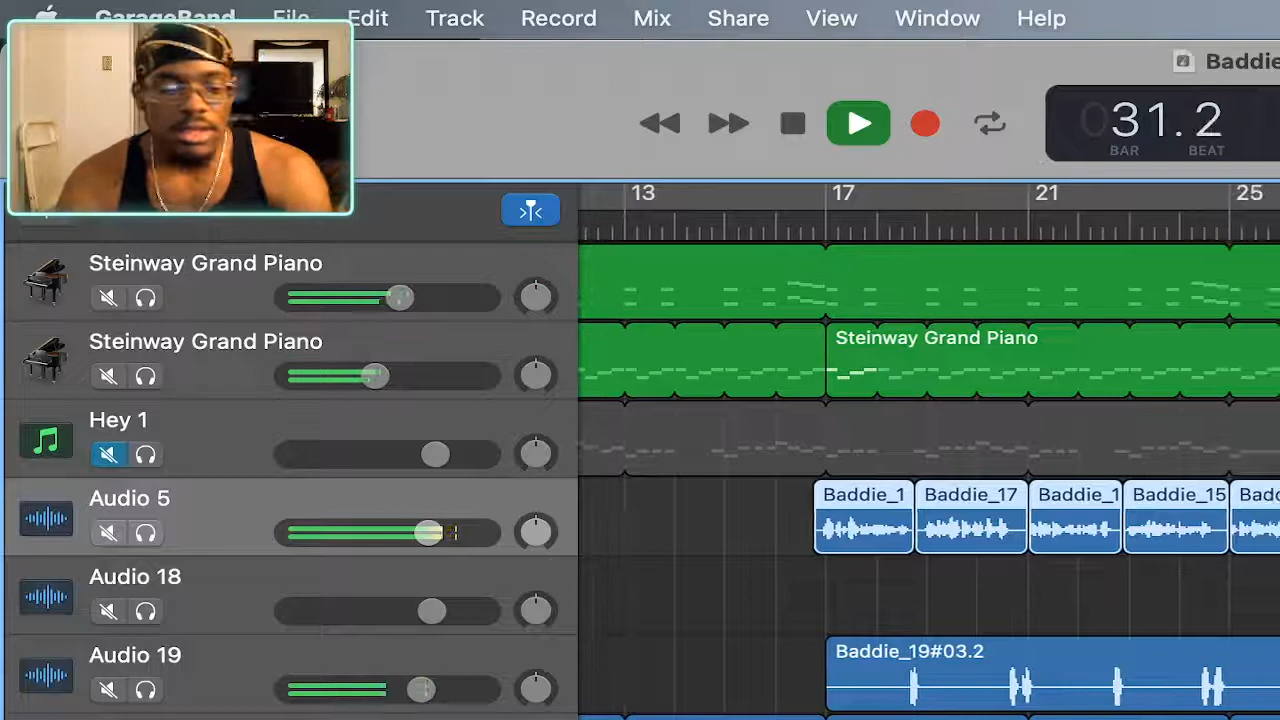 GarageBand File Edit Track Record Mix Share View Window Help
Baddie
031.2
BAR BEAT
13 17 21 25
Steinway Grand Piano
Steinway Grand Piano
Steinway Grand Piano
Hey 1
Audio 5
Baddie_1 Baddie_17 Baddie_1 Baddie_15 Badd
Audio 18
Audio 19
Baddie_19#03.2